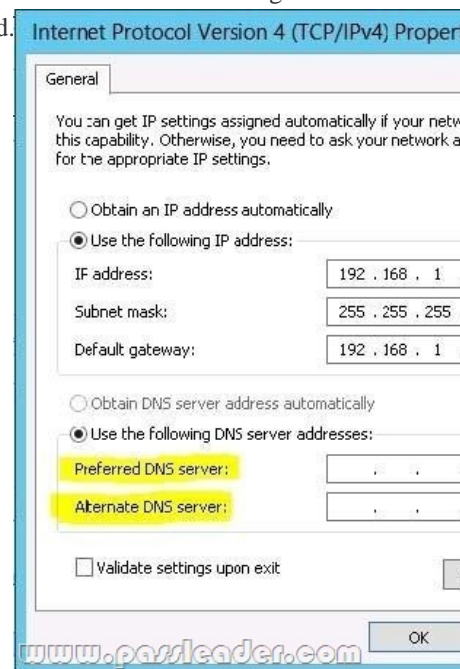 d.
Internet Protocol Version 4 (TCP/IPv4) Propert
General
You can get IP settings assigned automatically if your netw
this capability. Otherwise, you need to ask your network a
for the appropriate IP settings.
Obtain an IP address automatically
Use the following IP address:
IP address: 192 . 168 . 1
Subnet mask: 255 . 255 . 255
Default gateway: 192 . 168 . 1
Obtain DNS server address automatically
Use the following DNS server addresses:
Preferred DNS server: . .
Alternate DNS server: . .
Validate settings upon exit
OK
www.passleader.com